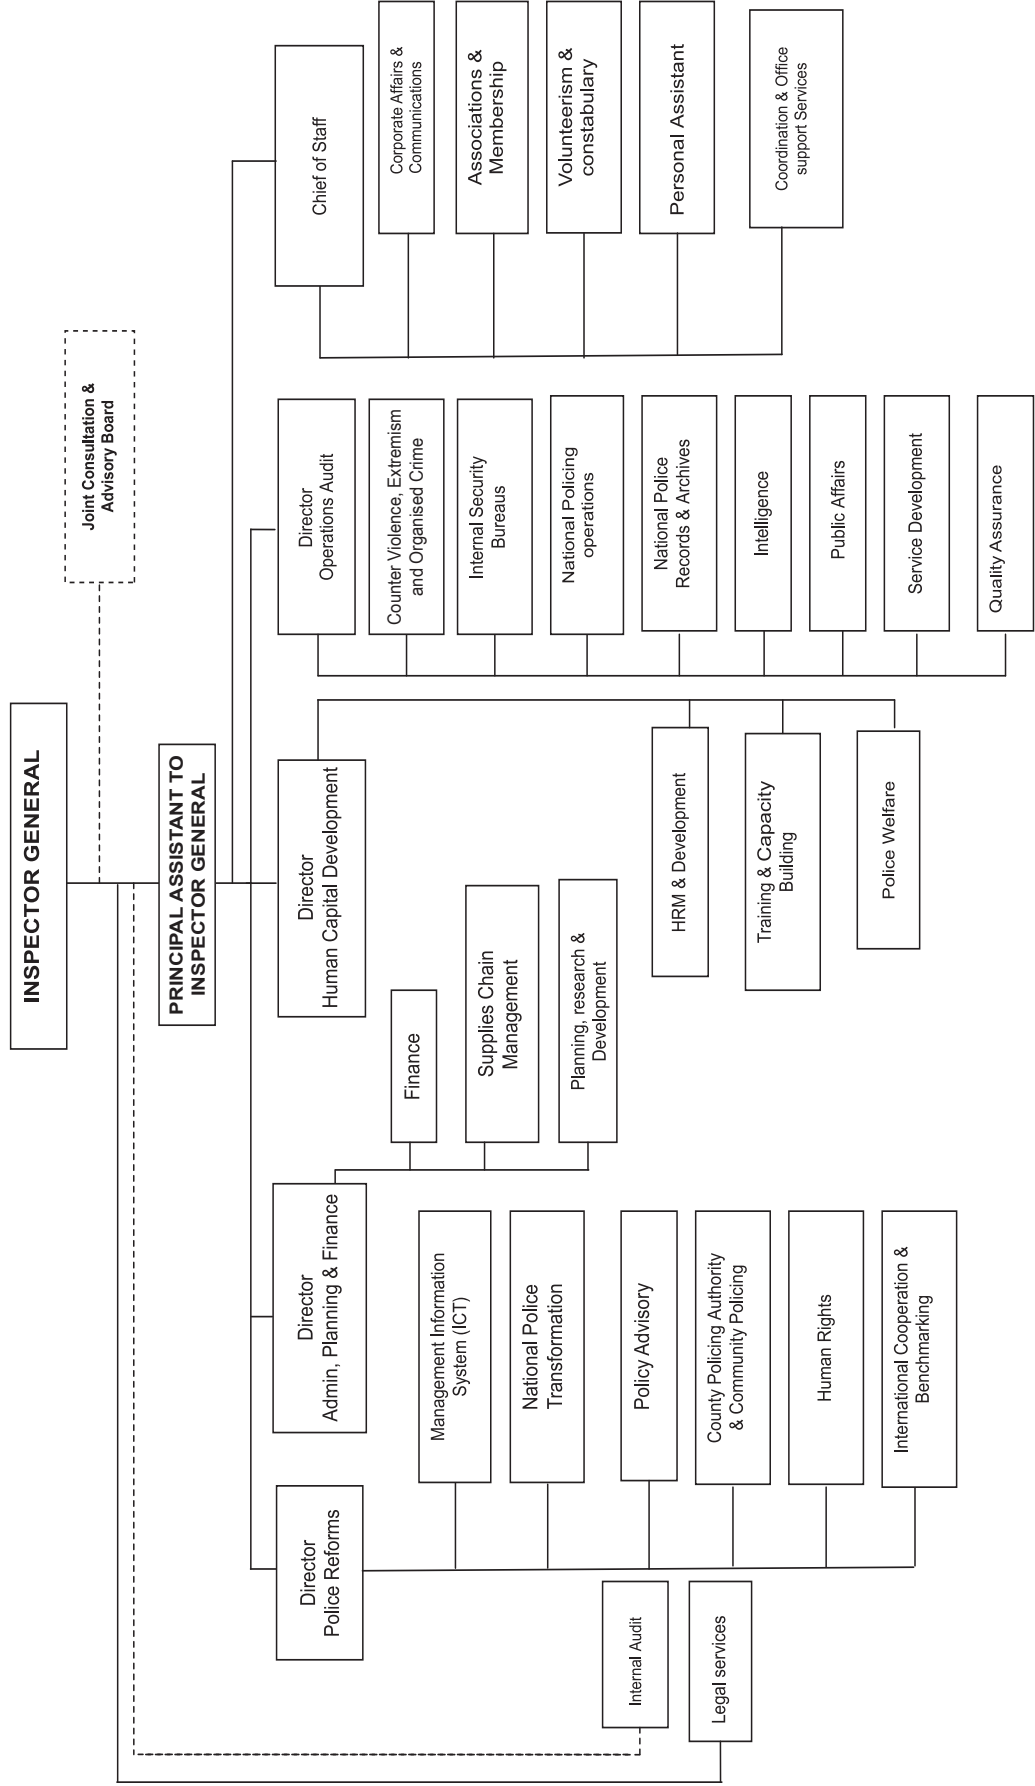 INSPECTOR GENERAL
Joint Consultation &
Advisory Board
PRINCIPAL ASSISTANT TO
INSPECTOR GENERAL
Director
Police Reforms
Director
Admin, Planning & Finance
Director
Human Capital Development
Director
Operations Audit
Chief of Staff
Internal Audit
Legal services
Management Information
System (ICT)
National Police
Transformation
Policy Advisory
County Policing Authority
& Community Policing
Human Rights
International Cooperation &
Benchmarking
Finance
Supplies Chain
Management
Planning, research &
Development
HRM & Development
Training & Capacity
Building
Police Welfare
Counter Violence, Extremism
and Organised Crime
Internal Security
Bureaus
National Policing
operations
National Police
Records & Archives
Intelligence
Public Affairs
Service Development
Quality Assurance
Corporate Affairs &
Communications
Associations &
Membership
Volunteerism &
constabulary
Personal Assistant
Coordination & Office
support Services